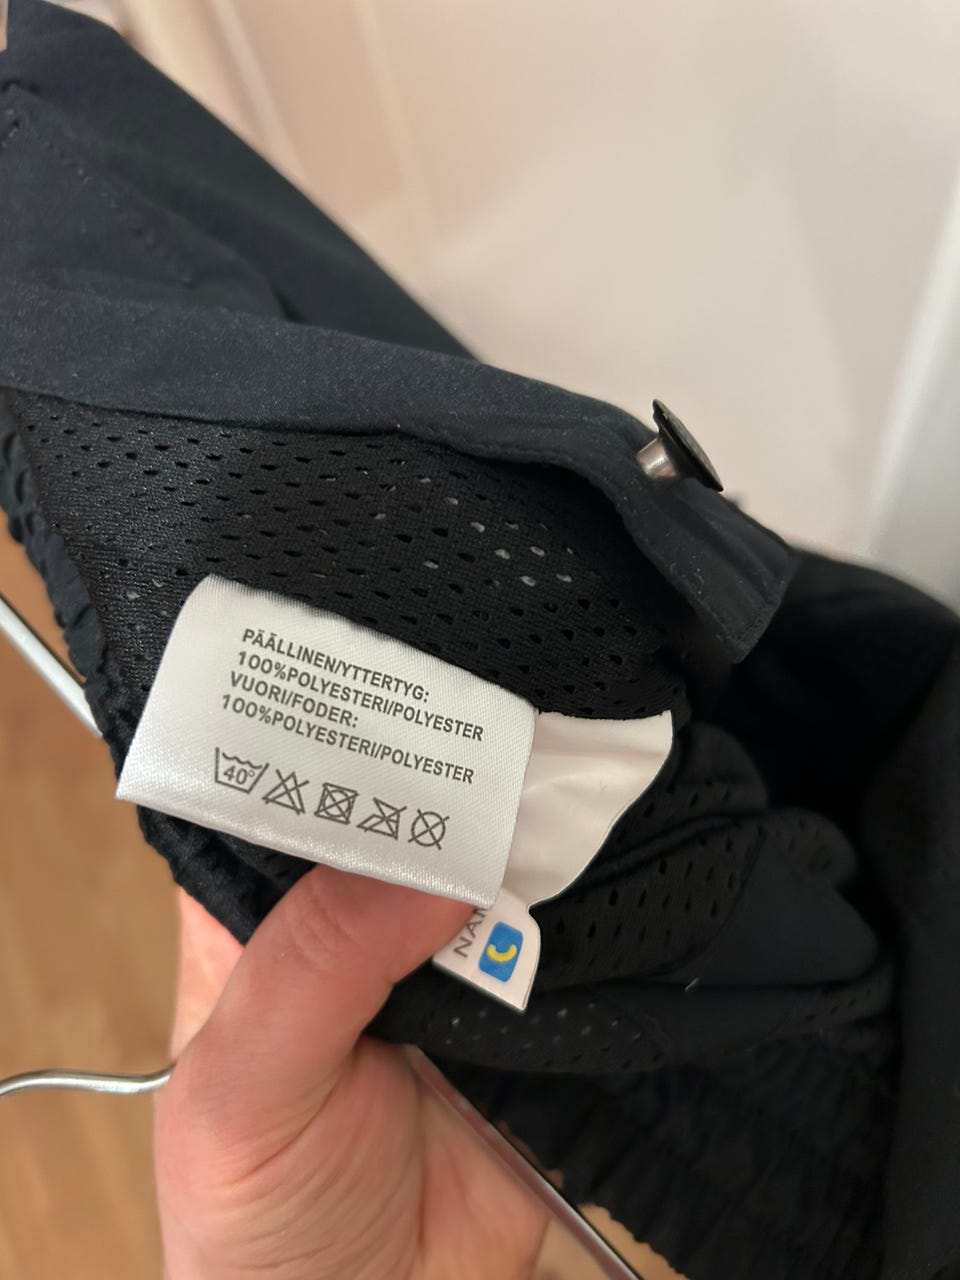 PÄÄLLINEN/YTTERTYG:
100%POLYESTERI/POLYESTER
VUORI/FODER:
100%POLYESTERI/POLYESTER
40°